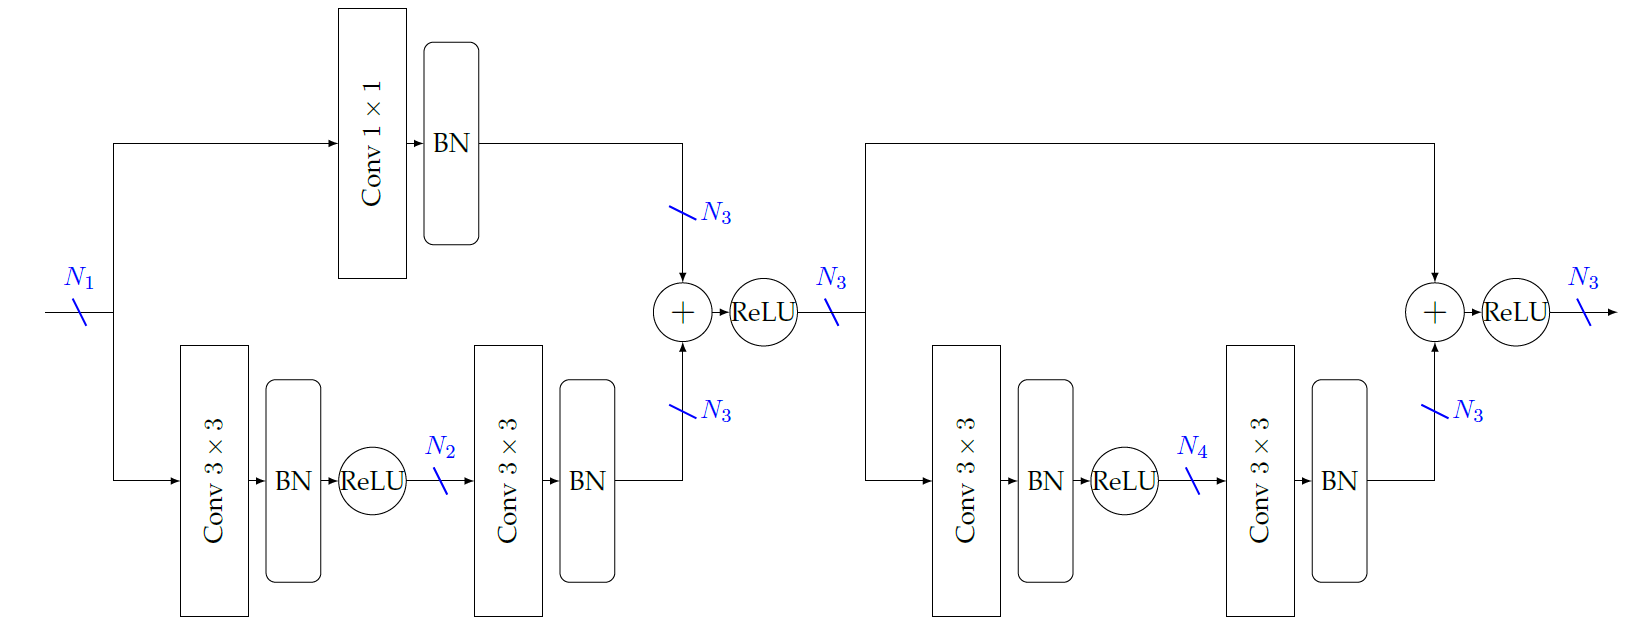 Conv 1 × 1
BN
N₃
N₁
+
ReLU
N₃
+
ReLU
N₃
N₃
N₃
Conv 3 × 3
BN
ReLU
N₂
Conv 3 × 3
BN
Conv 3 × 3
BN
ReLU
N₄
Conv 3 × 3
BN